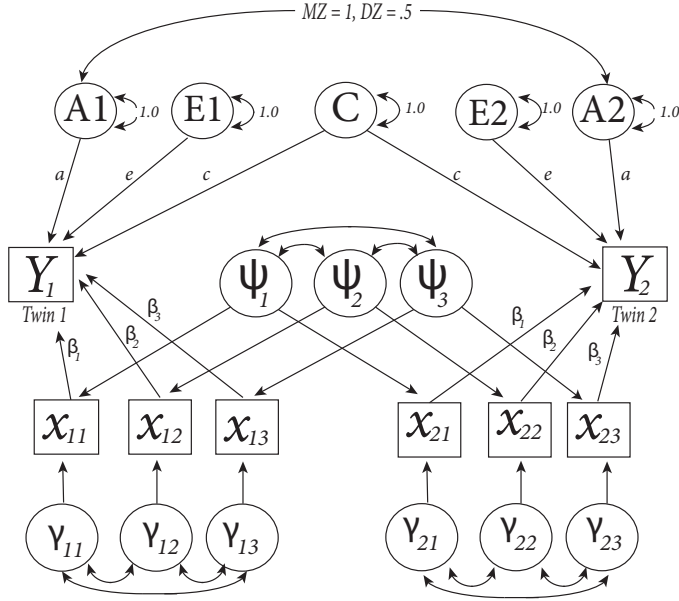 MZ = 1, DZ = .5
A1 1.0 E1 1.0 C 1.0 E2 1.0 A2 1.0
a e c c e a
Y1 ψ1 ψ2 ψ3 Y2
Twin 1 Twin 2
β1 β2 β3 β1 β2 β3
x11 x12 x13 x21 x22 x23
γ11 γ12 γ13 γ21 γ22 γ23